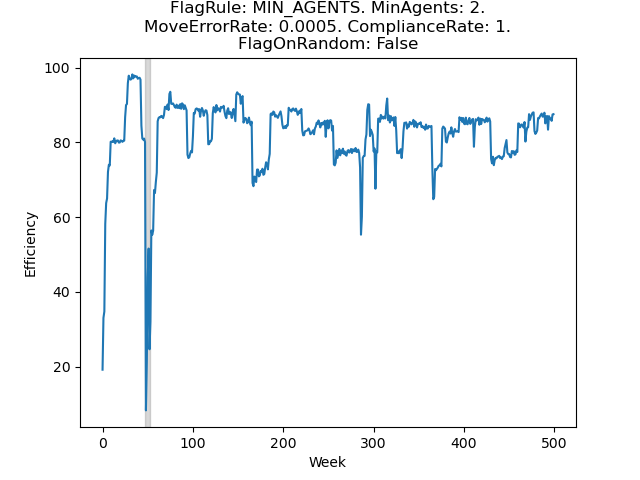 FlagRule: MIN_AGENTS. MinAgents: 2.
MoveErrorRate: 0.0005. ComplianceRate: 1.
FlagOnRandom: False
100
80
60
40
20
Efficiency
0 100 200 300 400 500
Week